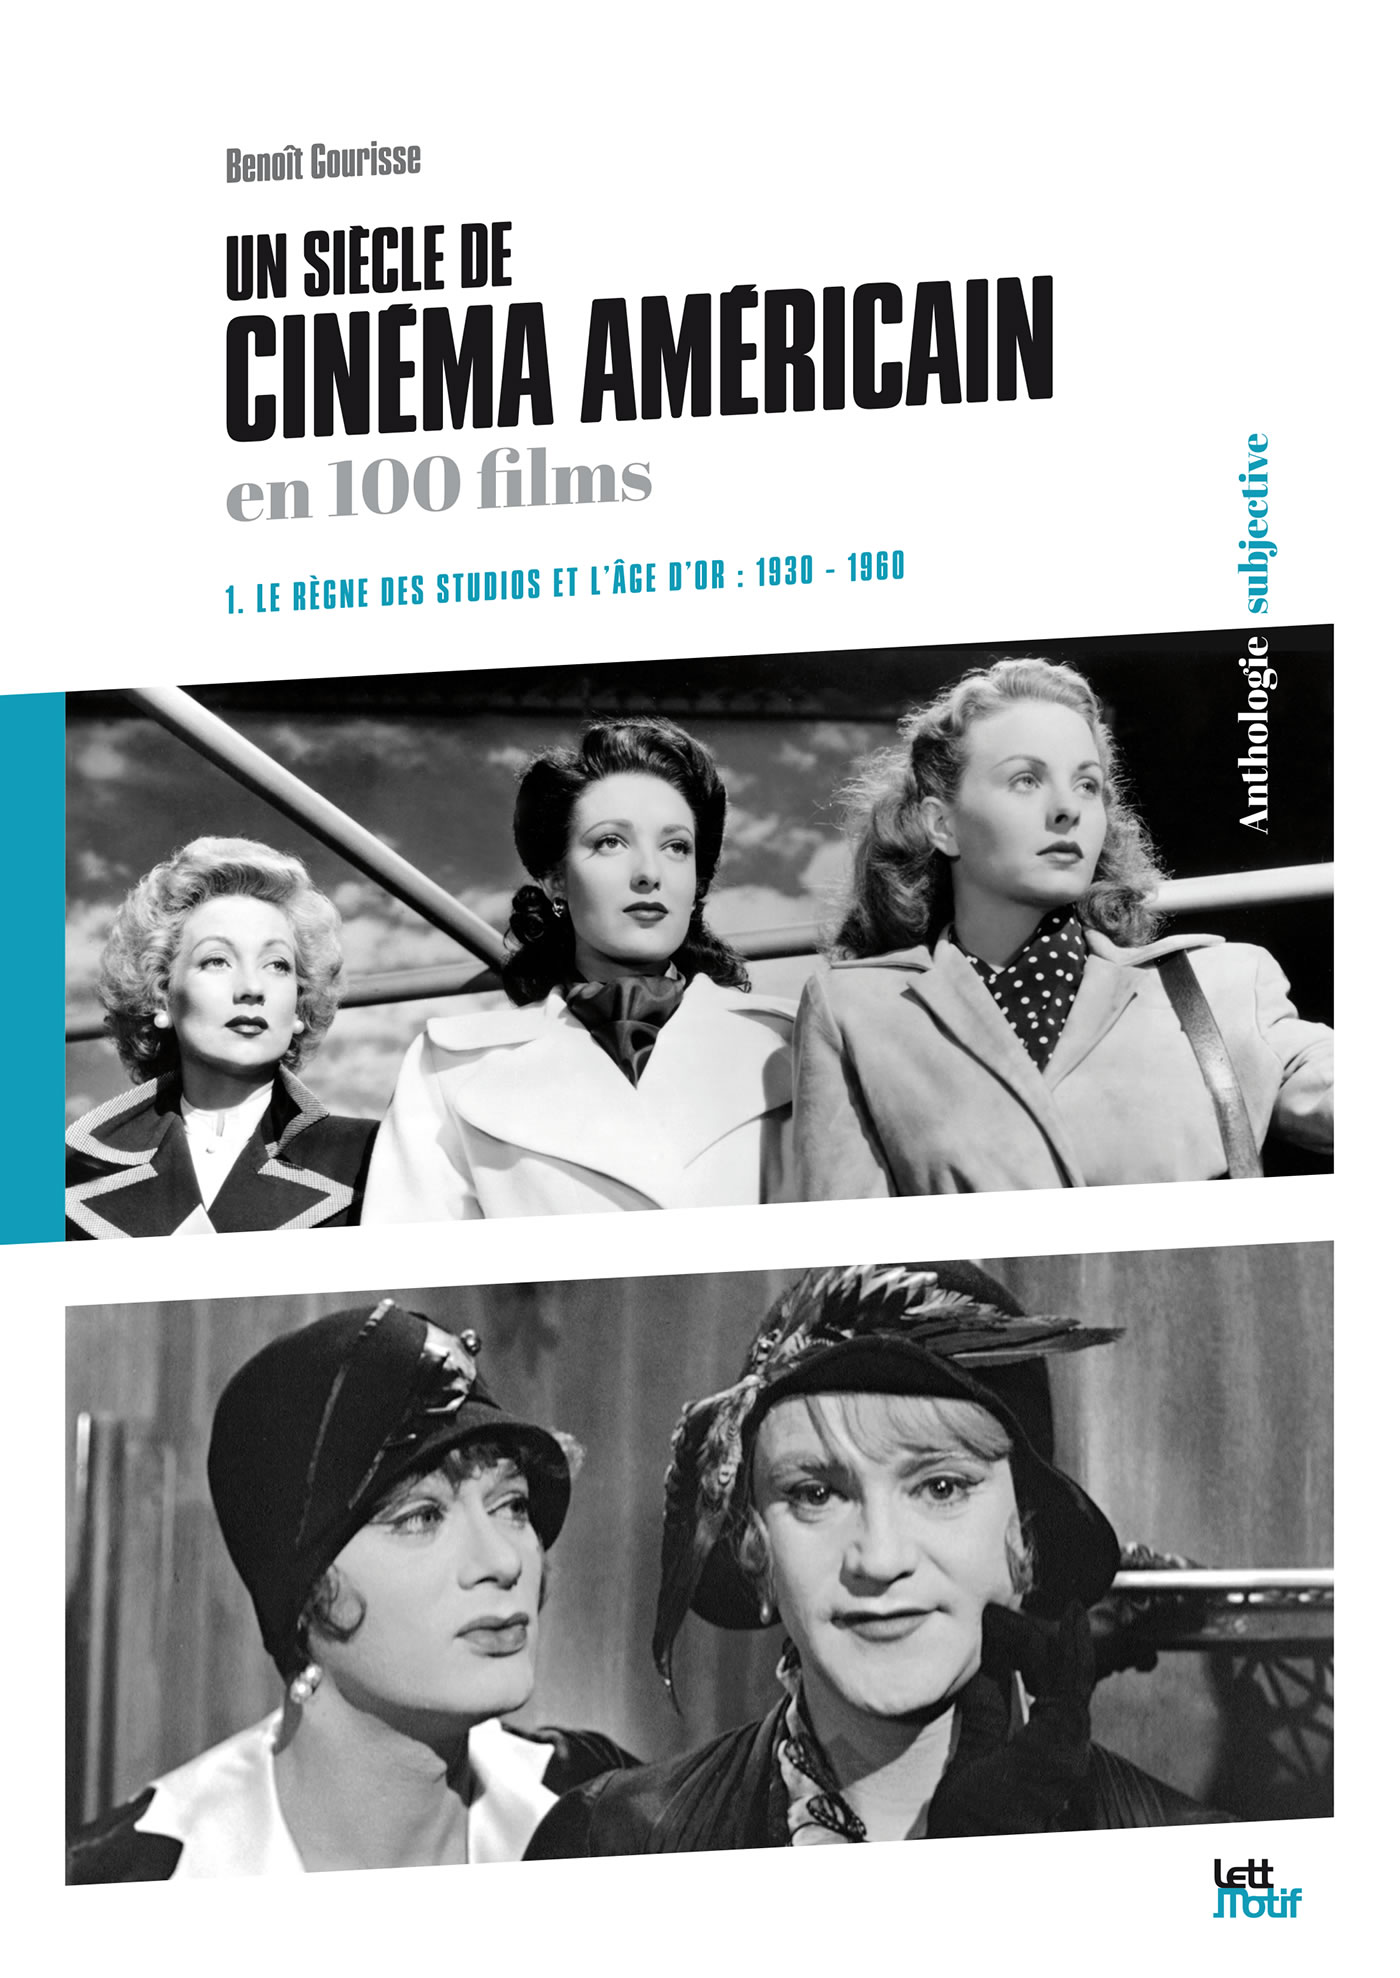 Benoît Gourisse
UN SIÈCLE DE
CINÉMA AMÉRICAIN
en 100 films
1. LE RÈGNE DES STUDIOS ET L'ÂGE D'OR : 1930 - 1960
Anthologie subjective
Lett
Motif